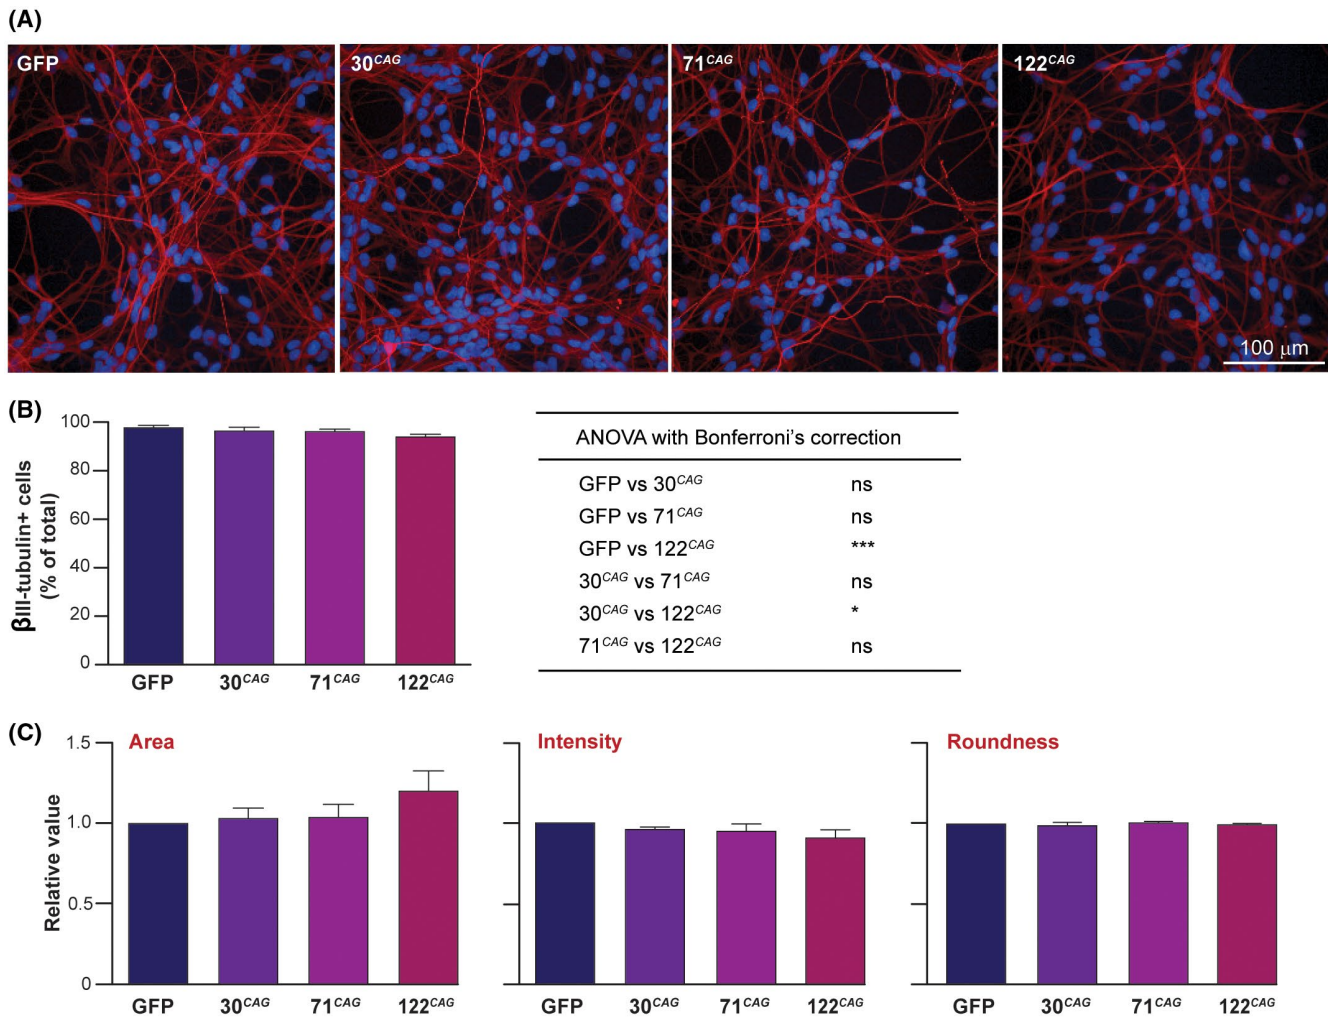 (A)
GFP
30CAG
71CAG
122CAG
100 μm
(B)
βIII-tubulin+ cells
(% of total)
100
80
60
40
20
0
GFP 30CAG 71CAG 122CAG
ANOVA with Bonferroni's correction
GFP vs 30CAG ns
GFP vs 71CAG ns
GFP vs 122CAG ***
30CAG vs 71CAG ns
30CAG vs 122CAG *
71CAG vs 122CAG ns
(C)
Relative value
1.5
1.0
0.5
0
Area
GFP 30CAG 71CAG 122CAG
Intensity
GFP 30CAG 71CAG 122CAG
Roundness
GFP 30CAG 71CAG 122CAG